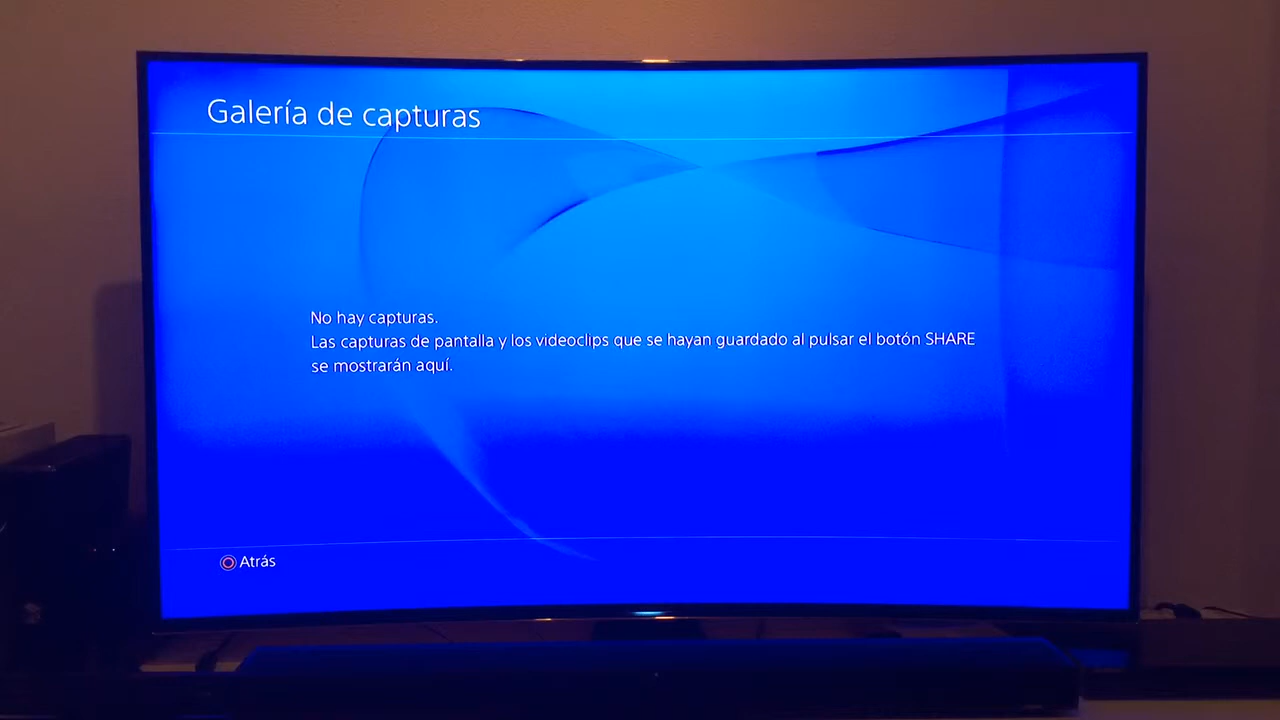 Galería de capturas
No hay capturas.
Las capturas de pantalla y los videoclips que se hayan guardado al pulsar el botón SHARE
se mostrarán aquí.
Atrás